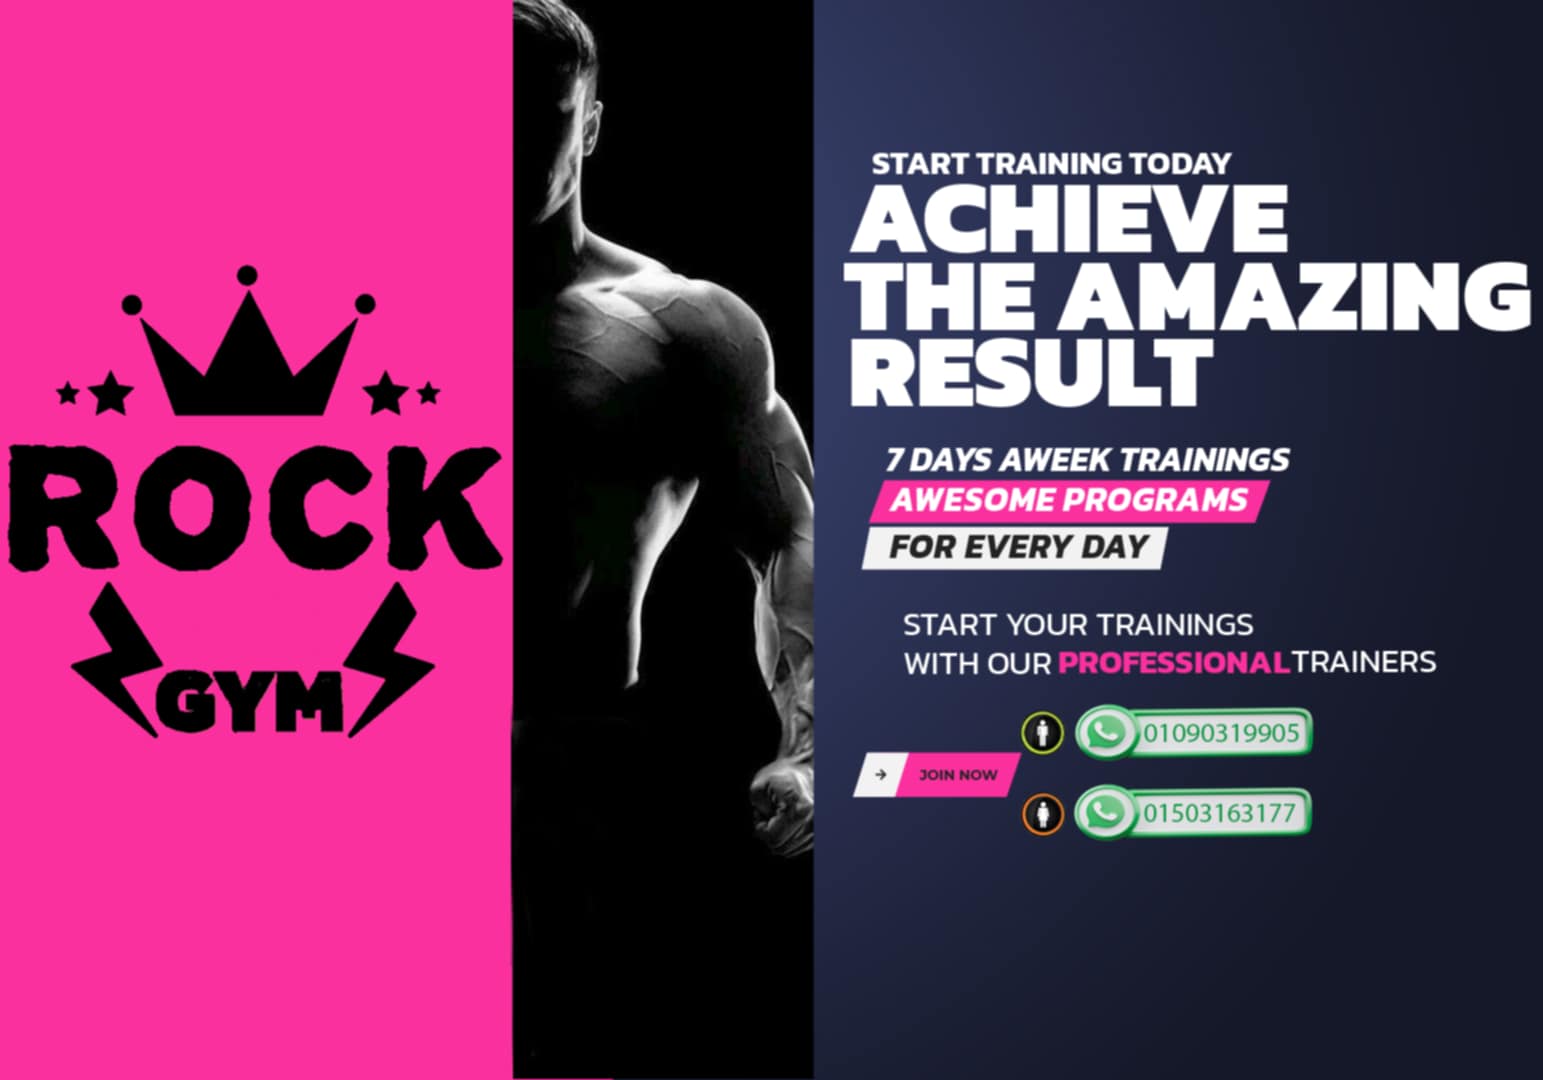 ROCK
GYM
START TRAINING TODAY
ACHIEVE
THE AMAZING
RESULT
7 DAYS AWEEK TRAININGS
AWESOME PROGRAMS
FOR EVERY DAY
START YOUR TRAININGS
WITH OUR PROFESSIONALTRAINERS
01090319905
JOIN NOW
01503163177